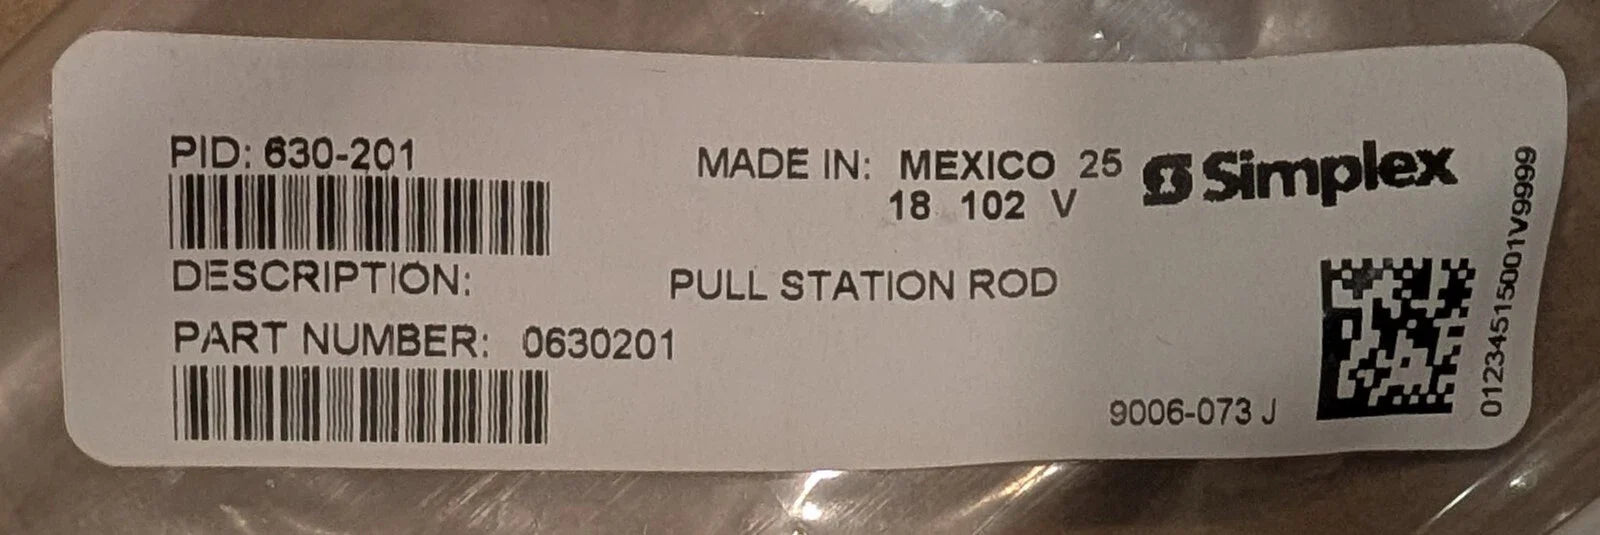 PID: 630-201
MADE IN: MEXICO 25
18 102 V
Simplex
DESCRIPTION: PULL STATION ROD
PART NUMBER: 0630201
9006-073 J
01234515001V9999